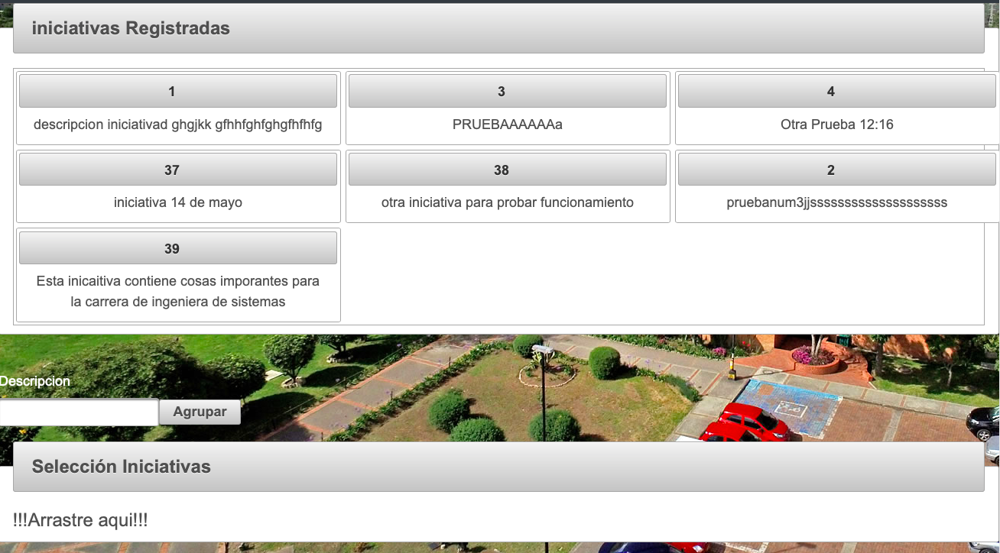 iniciativas Registradas
1
3
4
descripcion iniciativad ghgjkk gfhhfghfghgfhfhfg
PRUEBAAAAAAa
Otra Prueba 12:16
37
38
2
iniciativa 14 de mayo
otra iniciativa para probar funcionamiento
pruebanum3jjssssssssssssssssssss
39
Esta inicaitiva contiene cosas imporantes para
la carrera de ingeniera de sistemas
Descripcion
Agrupar
Selección Iniciativas
!!!Arrastre aqui!!!